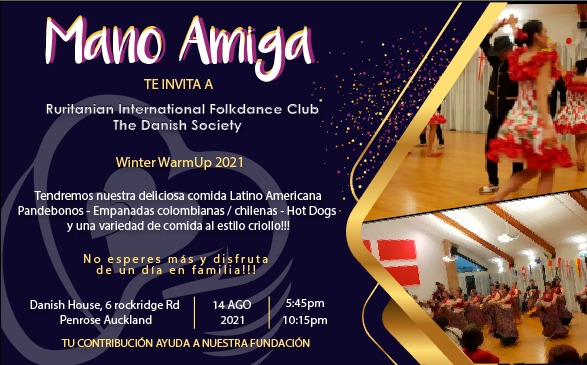 Mano Amiga
TE INVITA A
Ruritanian International Folkdance Club
The Danish Society
Winter WarmUp 2021
Tendremos nuestra deliciosa comida Latino Americana
Pandebonos - Empanadas colombianas / chilenas - Hot Dogs
y una variedad de comida al estilo criollo!!!
No esperes más y disfruta
de un día en familia!!!
Danish House, 6 rockridge Rd
Penrose Auckland
14 AGO
2021
5:45pm
10:15pm
TU CONTRIBUCIÓN AYUDA A NUESTRA FUNDACIÓN